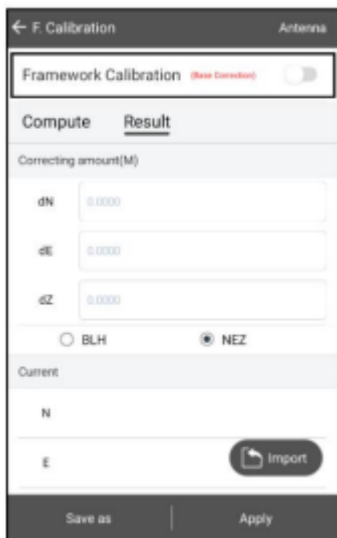 ← F. Calibration Antenna
Framework Calibration (Base Correction)
Compute Result
Correcting amount(M)
dN 0.0000
dE 0.0000
dZ 0.0000
BLH NEZ
Current
N
E Import
Save as Apply